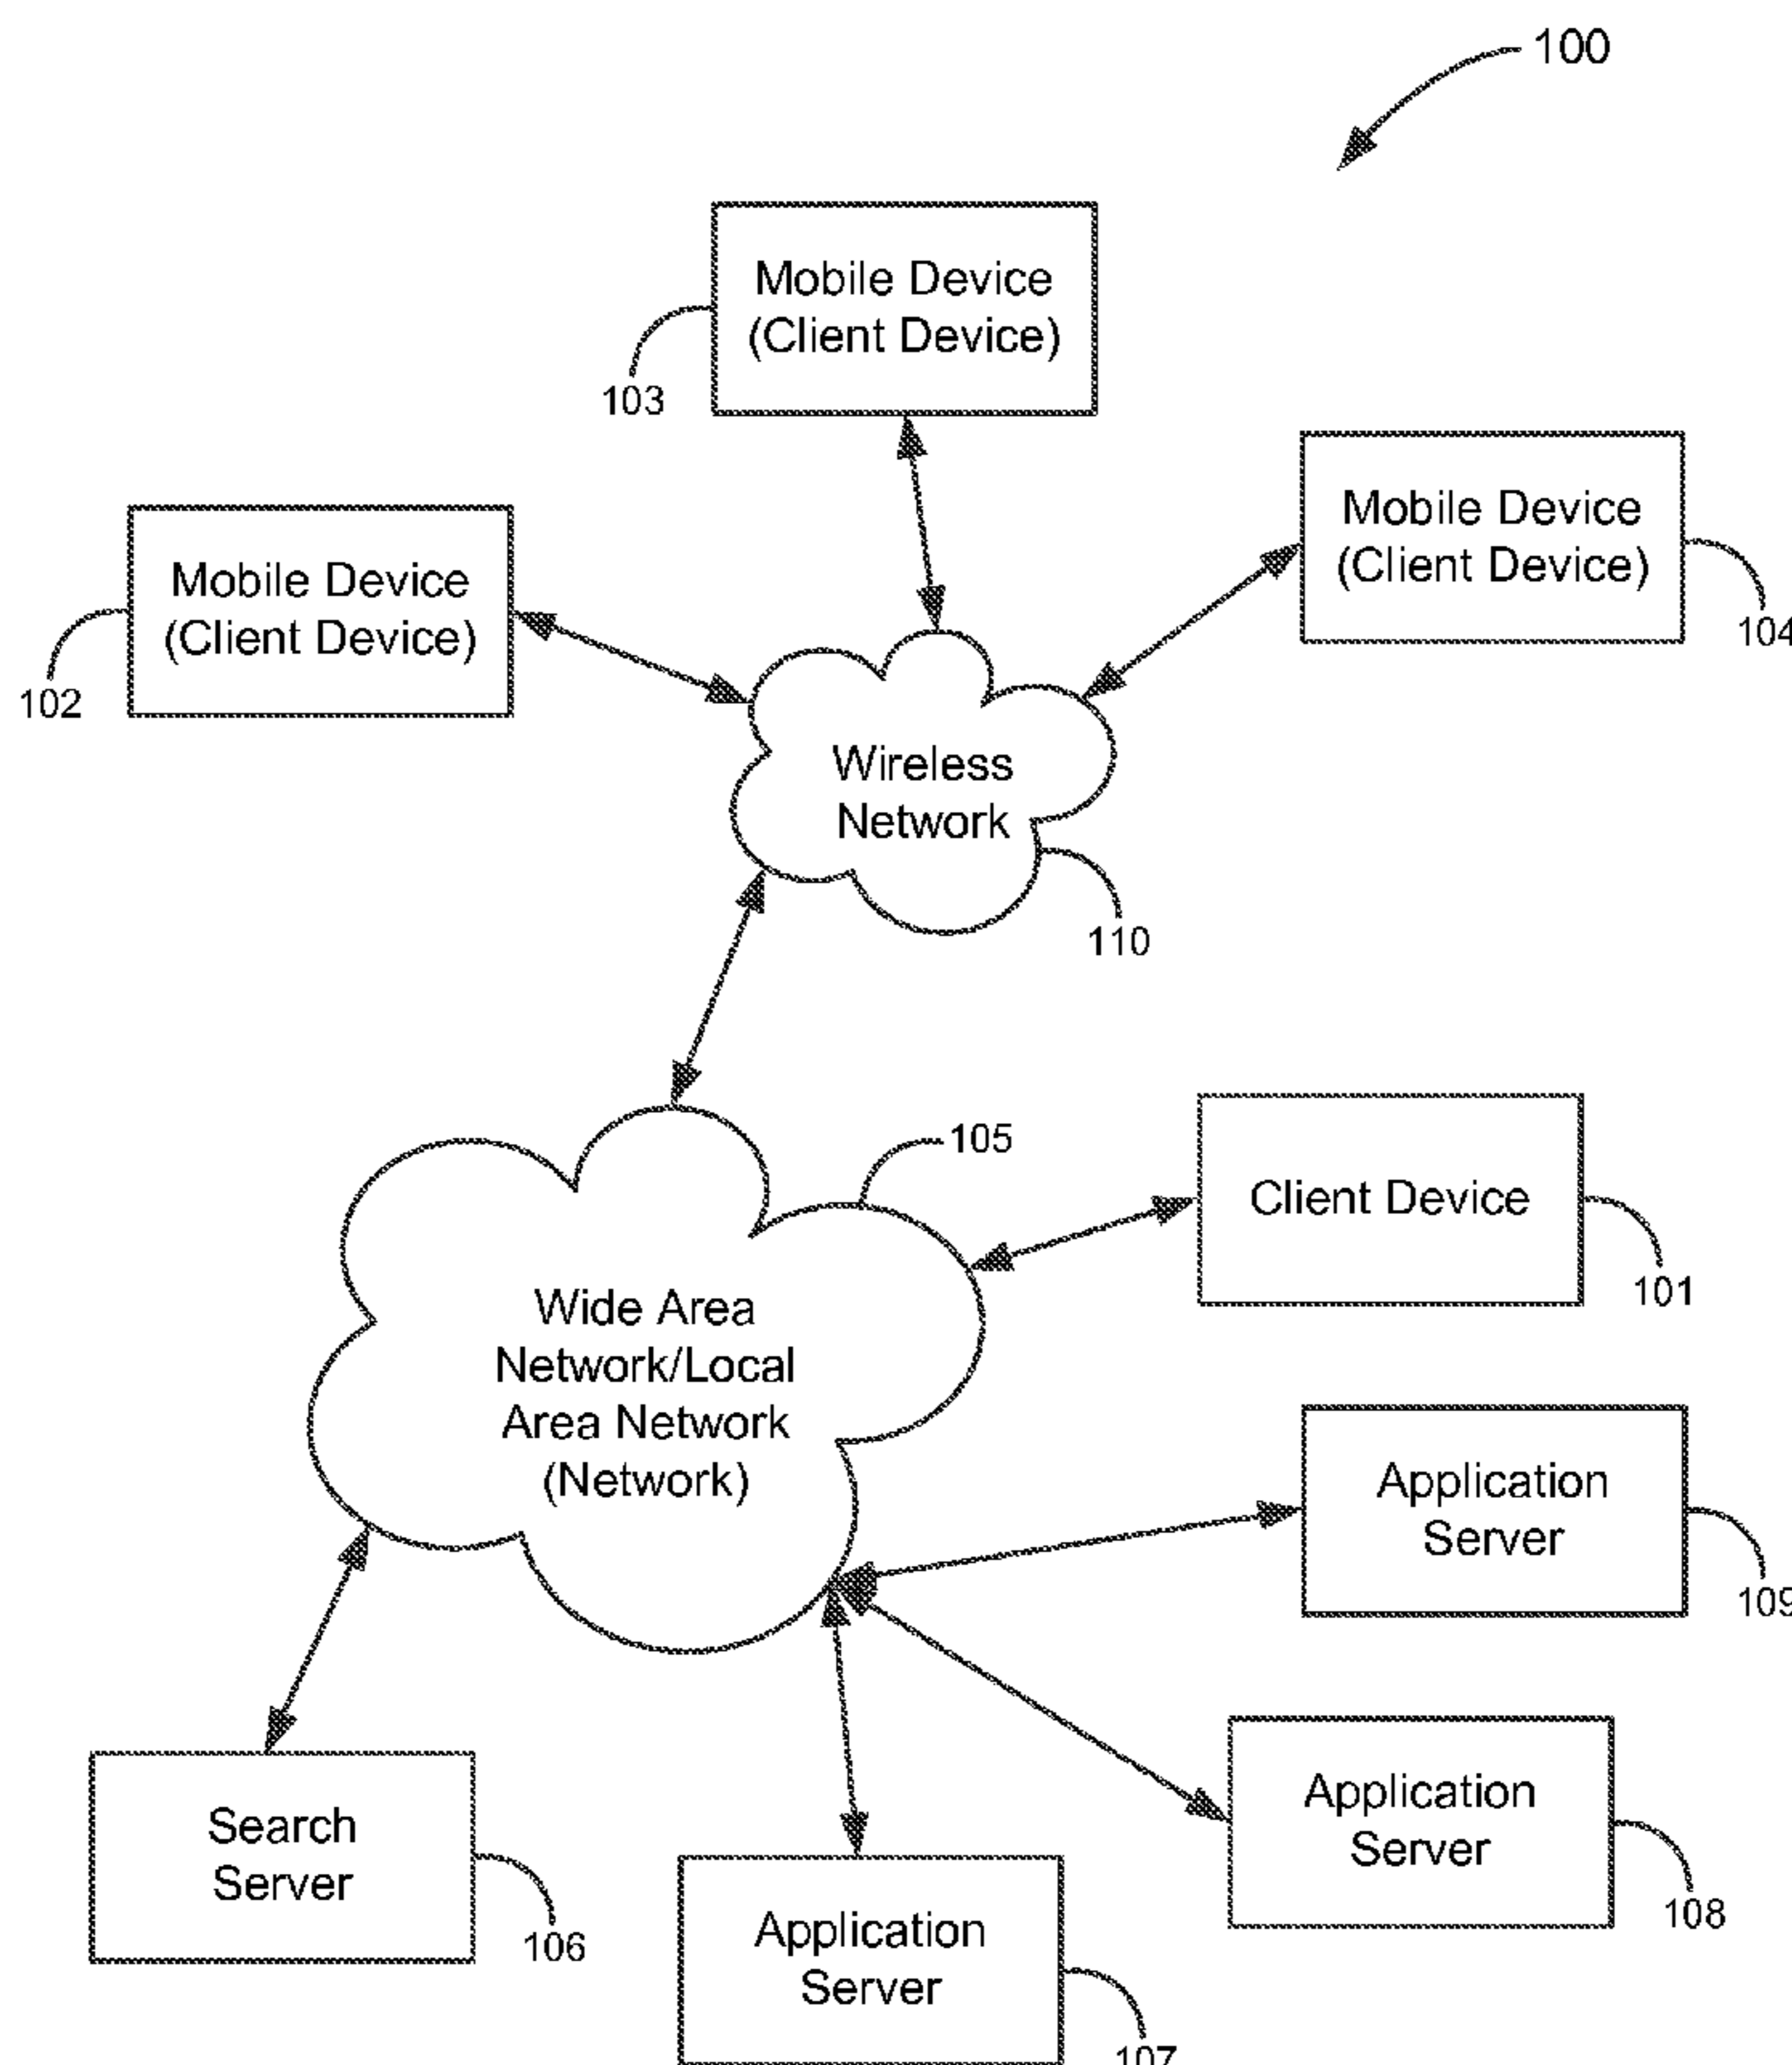 100
Mobile Device
(Client Device)
103
Mobile Device
(Client Device)
104
Mobile Device
(Client Device)
102
Wireless
Network
110
105
Client Device
101
Wide Area
Network/Local
Area Network
(Network)
Application
Server
109
Application
Server
108
Search
Server
106
Application
Server
107